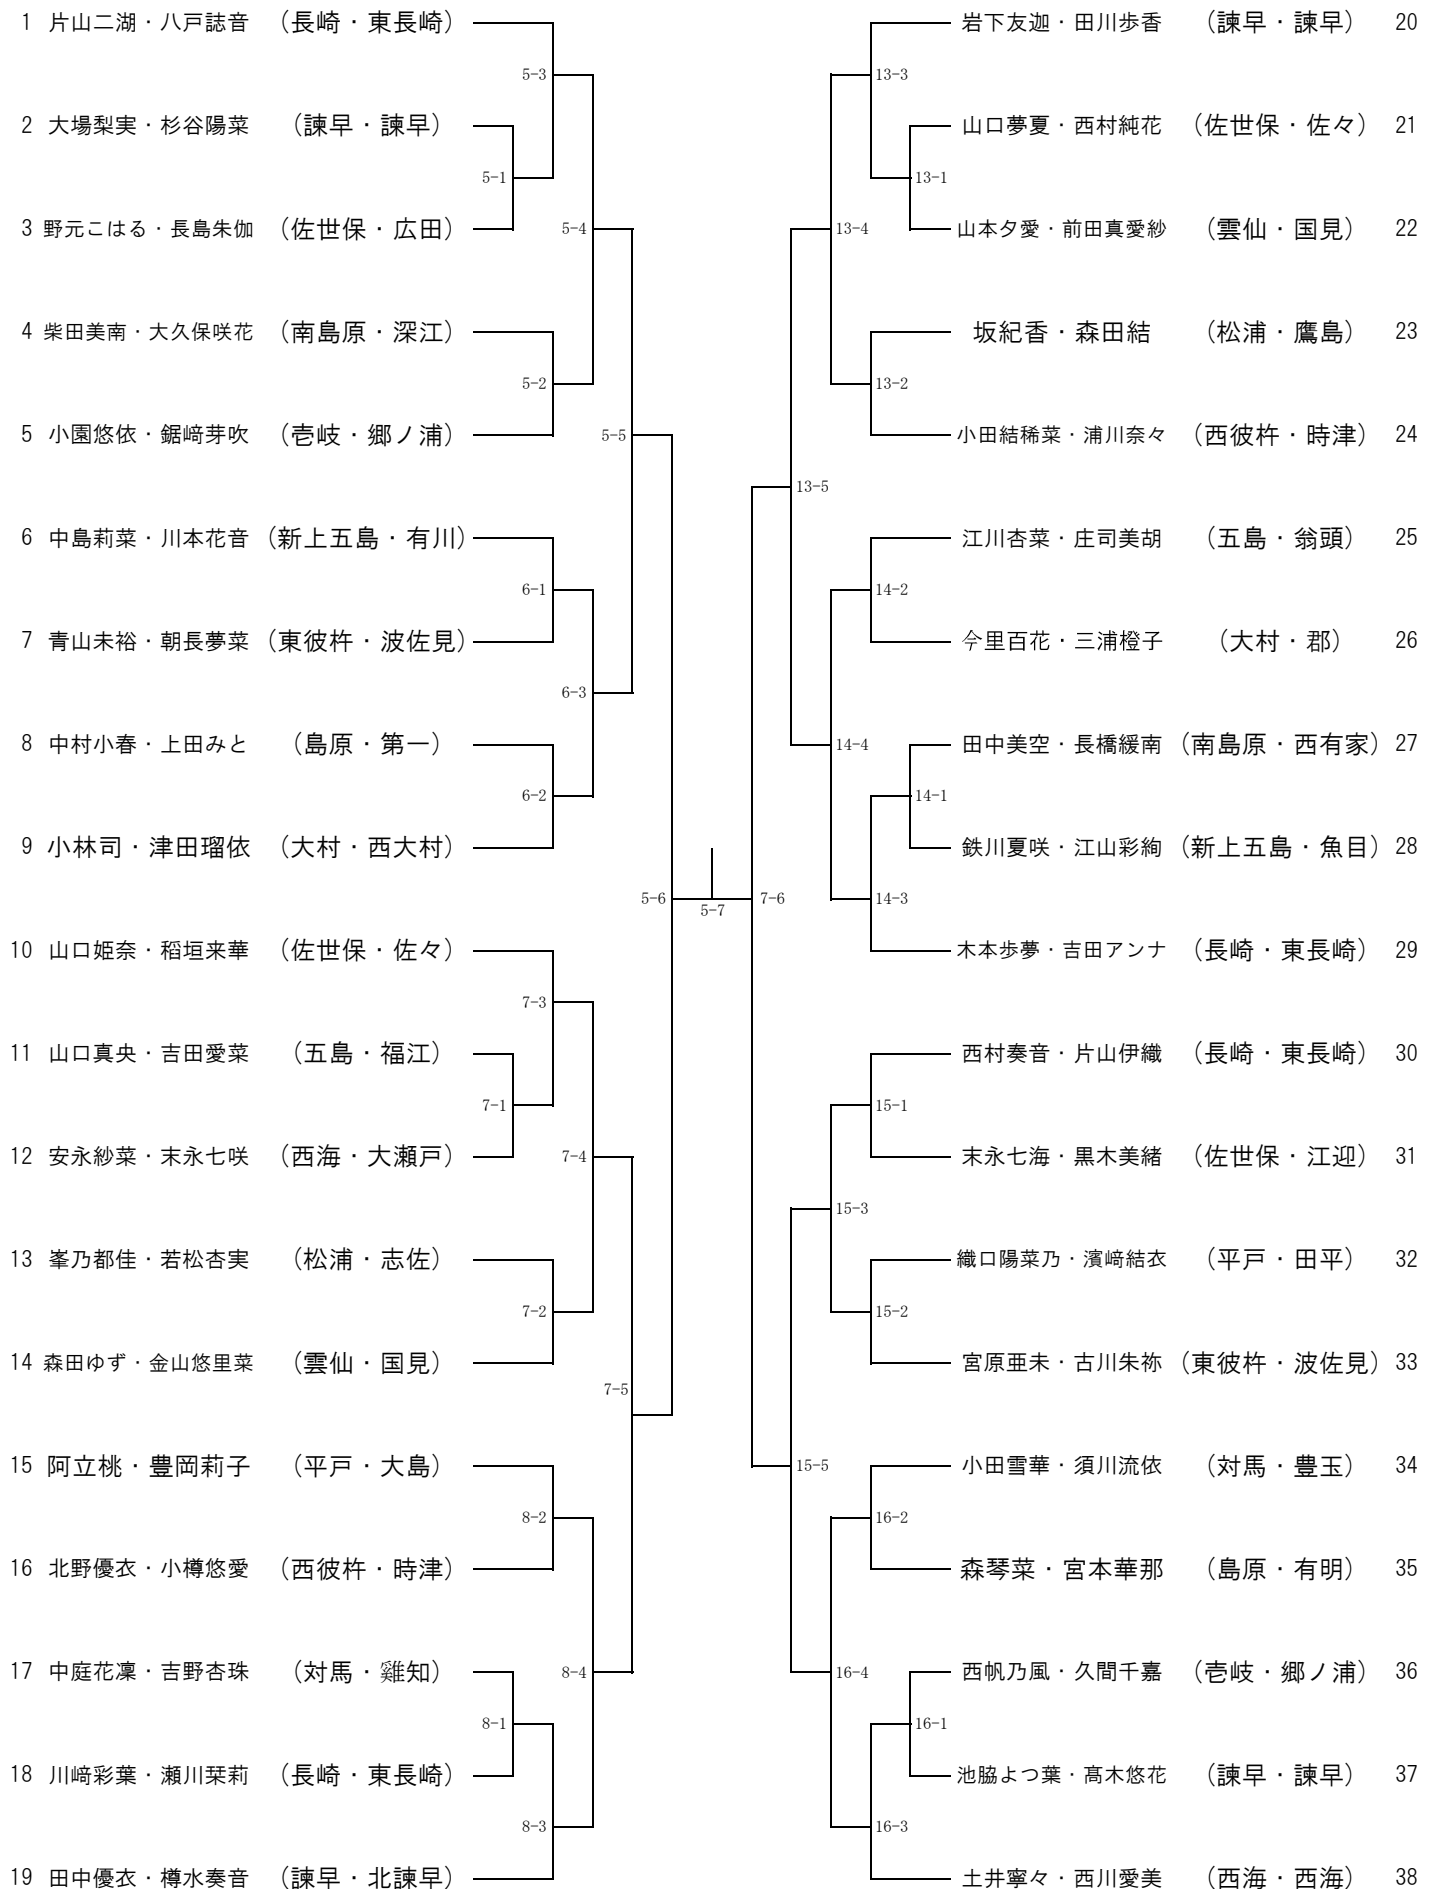 1 片山二湖・八戸誌音 (長崎・東長崎)
5-3
2 大場梨実・杉谷陽菜 (諫早・諫早)
5-1
3 野元こはる・長島朱伽 (佐世保・広田)
5-4
4 柴田美南・大久保咲花 (南島原・深江)
5-2
5 小園悠依・鋸﨑芽吹 (壱岐・郷ノ浦)
5-5
6 中島莉菜・川本花音 (新上五島・有川)
6-1
7 青山未裕・朝長夢菜 (東彼杵・波佐見)
6-3
8 中村小春・上田みと (島原・第一)
6-2
9 小林司・津田瑠依 (大村・西大村)
5-6
5-7
10 山口姫奈・稲垣来華 (佐世保・佐々)
7-3
11 山口真央・吉田愛菜 (五島・福江)
7-1
12 安永紗菜・末永七咲 (西海・大瀬戸)
7-4
13 峯乃都佳・若松杏実 (松浦・志佐)
7-2
14 森田ゆず・金山悠里菜 (雲仙・国見)
7-5
15 阿立桃・豊岡莉子 (平戸・大島)
8-2
16 北野優衣・小樽悠愛 (西彼杵・時津)
17 中庭花凜・吉野杏珠 (対馬・雞知)
8-4
8-1
18 川﨑彩葉・瀬川栞莉 (長崎・東長崎)
8-3
19 田中優衣・樽水奏音 (諫早・北諫早)
岩下友迦・田川歩香 (諫早・諫早) 20
13-3
山口夢夏・西村純花 (佐世保・佐々) 21
13-1
山本夕愛・前田真愛紗 (雲仙・国見) 22
13-4
坂紀香・森田結 (松浦・鷹島) 23
13-2
小田結稀菜・浦川奈々 (西彼杵・時津) 24
13-5
江川杏菜・庄司美胡 (五島・翁頭) 25
14-2
今里百花・三浦橙子 (大村・郡) 26
田中美空・長橋緩南 (南島原・西有家) 27
14-4
14-1
鉄川夏咲・江山彩絢 (新上五島・魚目) 28
7-6
14-3
木本歩夢・吉田アンナ (長崎・東長崎) 29
西村奏音・片山伊織 (長崎・東長崎) 30
15-1
末永七海・黒木美緒 (佐世保・江迎) 31
15-3
織口陽菜乃・濱﨑結衣 (平戸・田平) 32
15-2
宮原亜未・古川朱祢 (東彼杵・波佐見) 33
小田雪華・須川流依 (対馬・豊玉) 34
15-5
16-2
森琴菜・宮本華那 (島原・有明) 35
西帆乃風・久間千嘉 (壱岐・郷ノ浦) 36
16-4
16-1
池脇よつ葉・髙木悠花 (諫早・諫早) 37
16-3
土井寧々・西川愛美 (西海・西海) 38